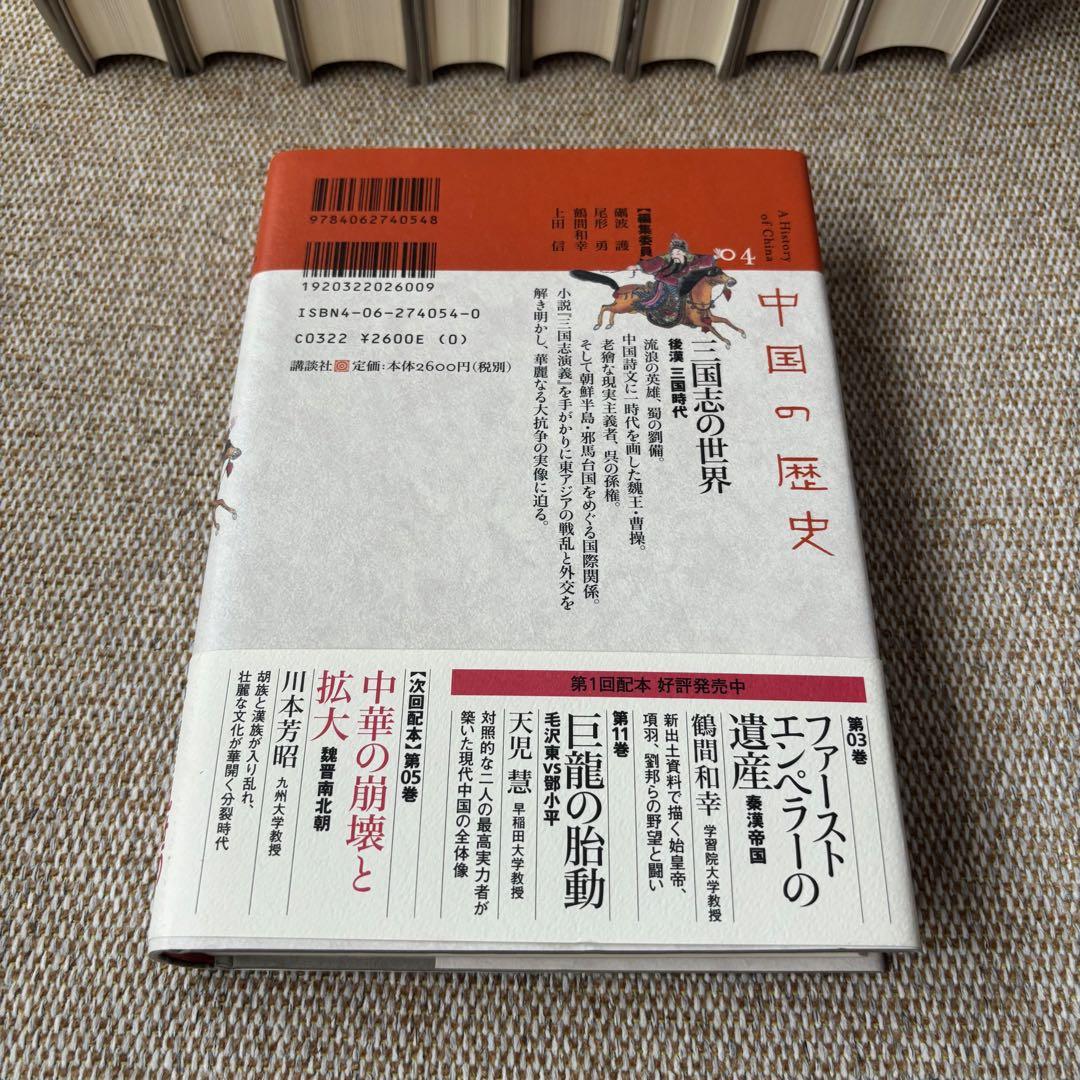 A History
of China
04
中国の歴史
三国志の世界
後漢 三国時代
流浪の英雄、蜀の劉備。
中国詩文に一時代を画した魏王・曹操。
老獪な現実主義者、呉の孫権。
そして朝鮮半島・邪馬台国をめぐる国際関係。
小説『三国志演義』を手がかりに東アジアの戦乱と外交を
解き明かし、華麗なる大抗争の実像に迫る。
【編集委員】
礪波 護
尾形 勇
鶴間和幸
上田 信
9784062740548
1920322026009
ISBN4-06-274054-0
C0322 ¥2600E (0)
講談社 定価:本体2600円(税別)
第1回配本 好評発売中
第03巻
ファースト
エンペラーの
遺産 秦漢帝国
鶴間和幸 学習院大学教授
新出土資料で描く始皇帝、
項羽、劉邦らの野望と闘い
第11巻
巨龍の胎動
毛沢東vs鄧小平
天児 慧 早稲田大学教授
対照的な二人の最高実力者が
築いた現代中国の全体像
【次回配本】第05巻
中華の崩壊と
拡大 魏晋南北朝
川本芳昭 九州大学教授
胡族と漢族が入り乱れ、
壮麗な文化が華開く分裂時代